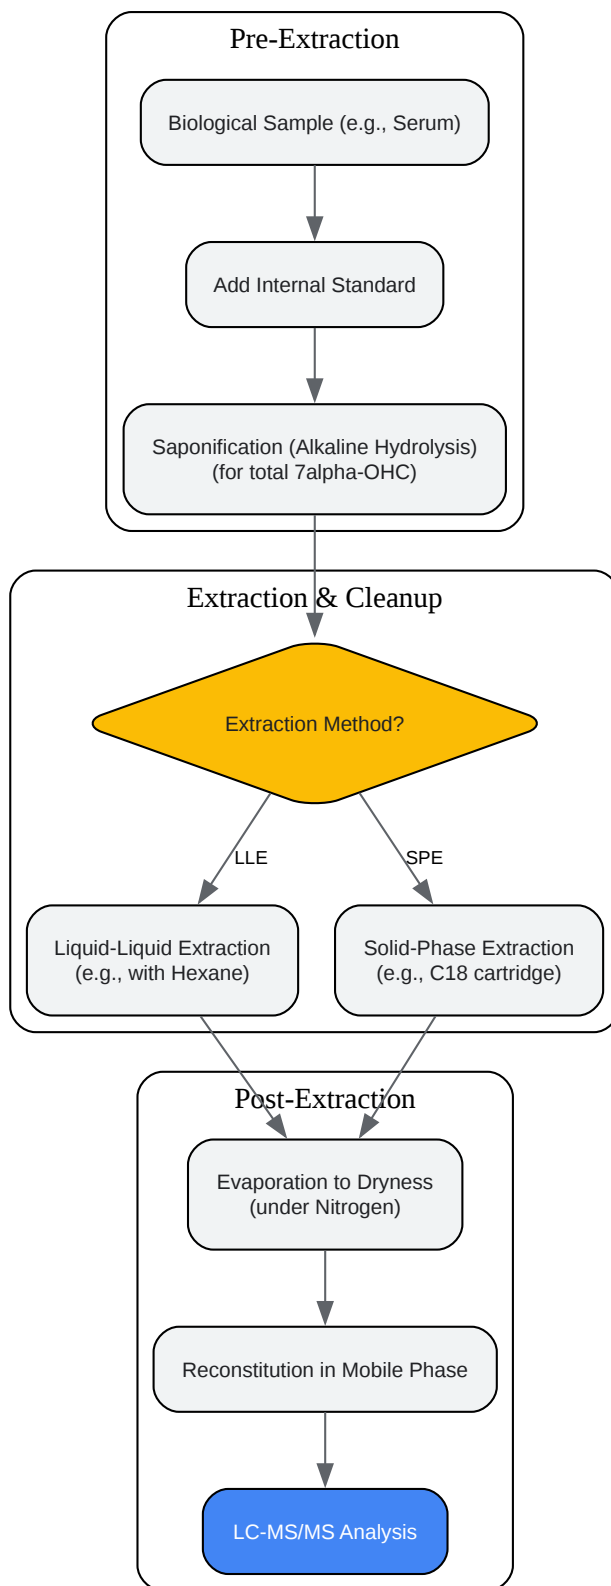 Pre-Extraction
Biological Sample (e.g., Serum)
Add Internal Standard
Saponification (Alkaline Hydrolysis)
(for total 7alpha-OHC)
Extraction & Cleanup
Extraction Method?
LLE
SPE
Liquid-Liquid Extraction
(e.g., with Hexane)
Solid-Phase Extraction
(e.g., C18 cartridge)
Post-Extraction
Evaporation to Dryness
(under Nitrogen)
Reconstitution in Mobile Phase
LC-MS/MS Analysis